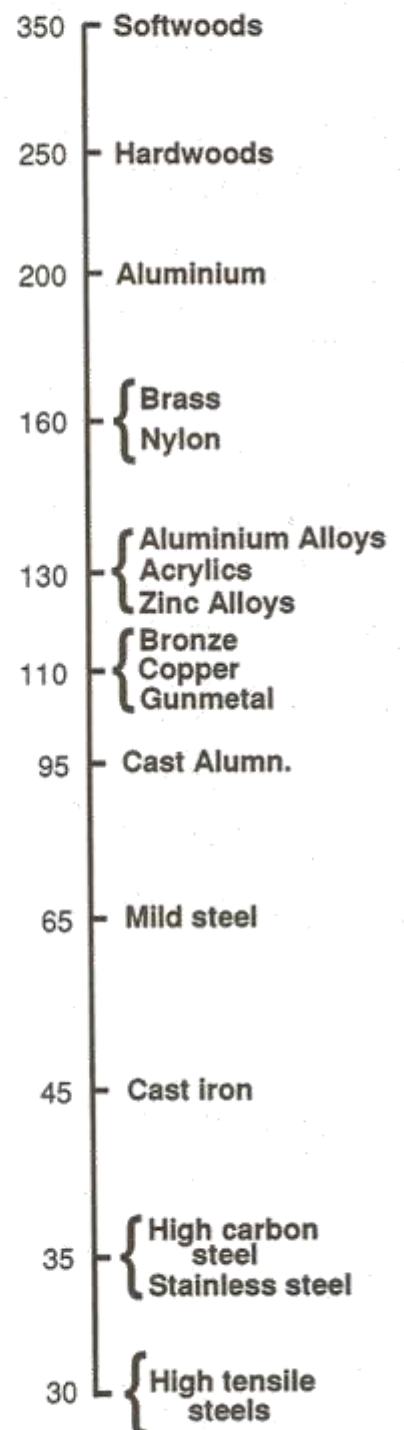 350 Softwoods
250 Hardwoods
200 Aluminium
160 Brass
Nylon
130 Aluminium Alloys
Acrylics
Zinc Alloys
110 Bronze
Copper
Gunmetal
95 Cast Alumn.
65 Mild steel
45 Cast iron
35 High carbon
steel
Stainless steel
30 High tensile
steels